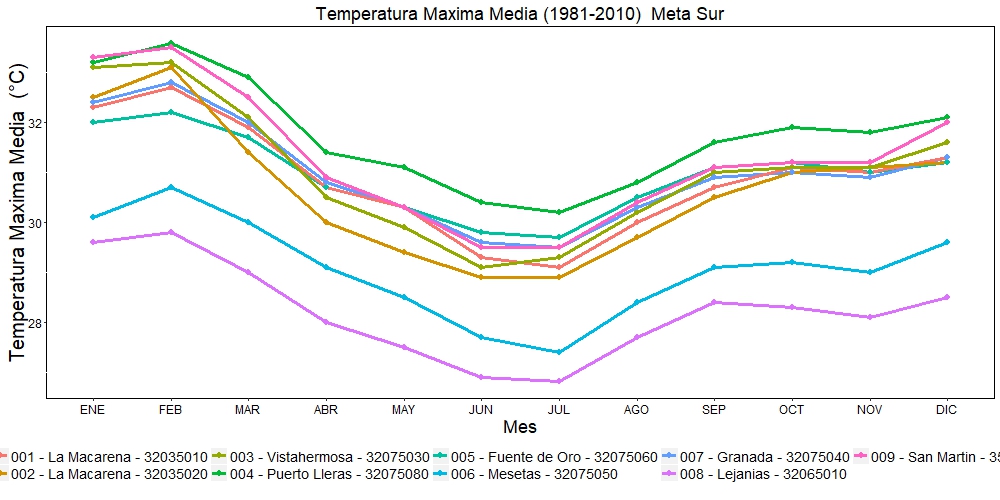 Temperatura Maxima Media (1981-2010)  Meta Sur
Temperatura Maxima Media  (°C)
32
30
28
ENE FEB MAR ABR MAY JUN JUL AGO SEP OCT NOV DIC
Mes
001 - La Macarena - 32035010 003 - Vistahermosa - 32075030 005 - Fuente de Oro - 32075060 007 - Granada - 32075040 009 - San Martin - 35
002 - La Macarena - 32035020 004 - Puerto Lleras - 32075080 006 - Mesetas - 32075050 008 - Lejanias - 32065010